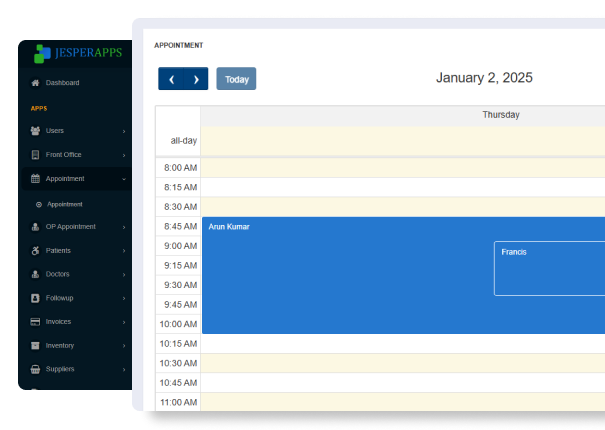 JESPERAPPS
Dashboard
APPS
Users
Front Office
Appointment
Appointment
OP Appointment
Patients
Doctors
Followup
Invoices
Inventory
Suppliers
APPOINTMENT
Today
January 2, 2025
Thursday
all-day
8:00 AM
8:15 AM
8:30 AM
8:45 AM Arun Kumar
9:00 AM Francis
9:15 AM
9:30 AM
9:45 AM
10:00 AM
10:15 AM
10:30 AM
10:45 AM
11:00 AM